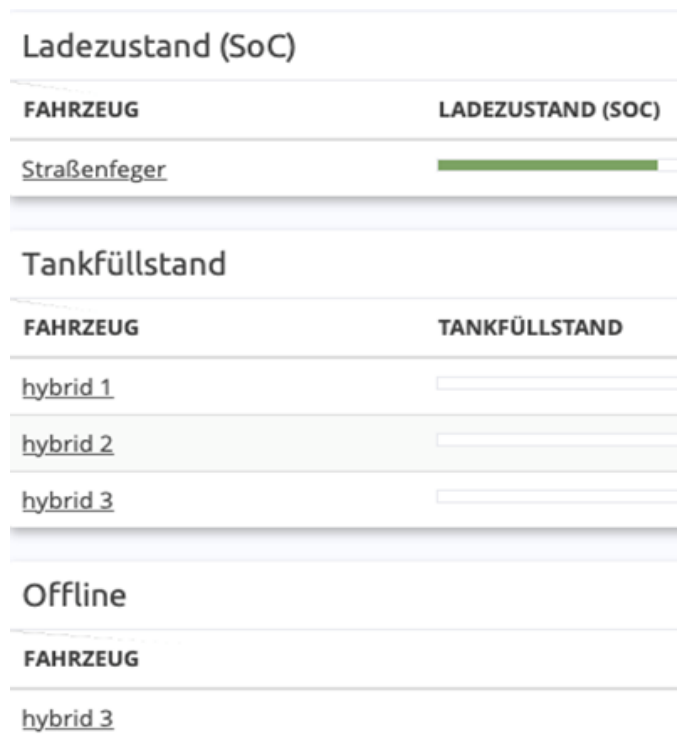 Ladezustand (SoC)
FAHRZEUG LADEZUSTAND (SOC)
Straßenfeger
Tankfüllstand
FAHRZEUG TANKFÜLLSTAND
hybrid 1
hybrid 2
hybrid 3
Offline
FAHRZEUG
hybrid 3